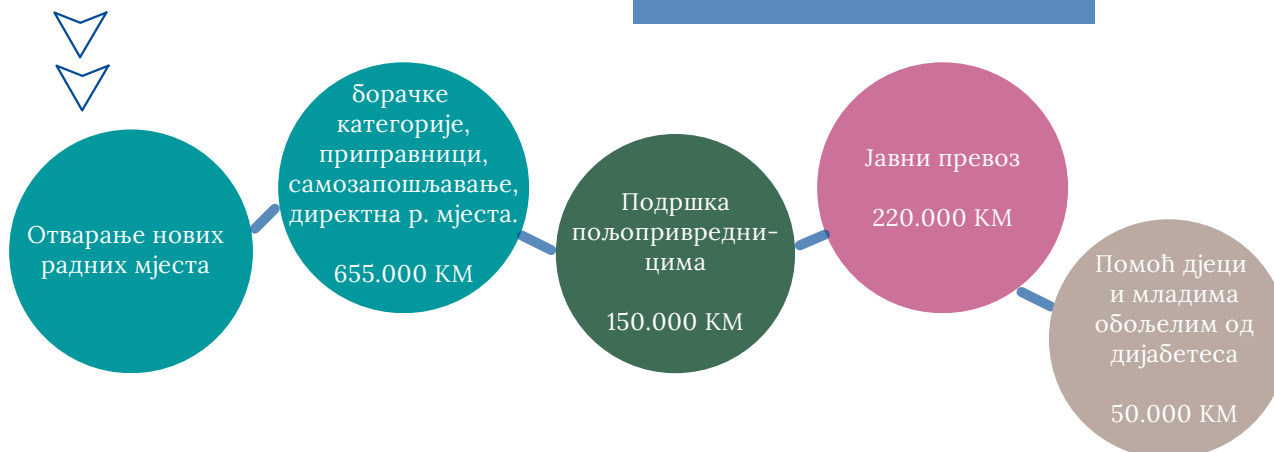 Отварање нових
радних мјеста
борачке
категорије,
приправници,
самозапошљавање,
директна р. мјеста.
655.000 КМ
Подршка
пољопривредни-
цима
150.000 КМ
Јавни превоз
220.000 КМ
Помоћ дјеци
и младима
обољелим од
дијабетеса
50.000 КМ